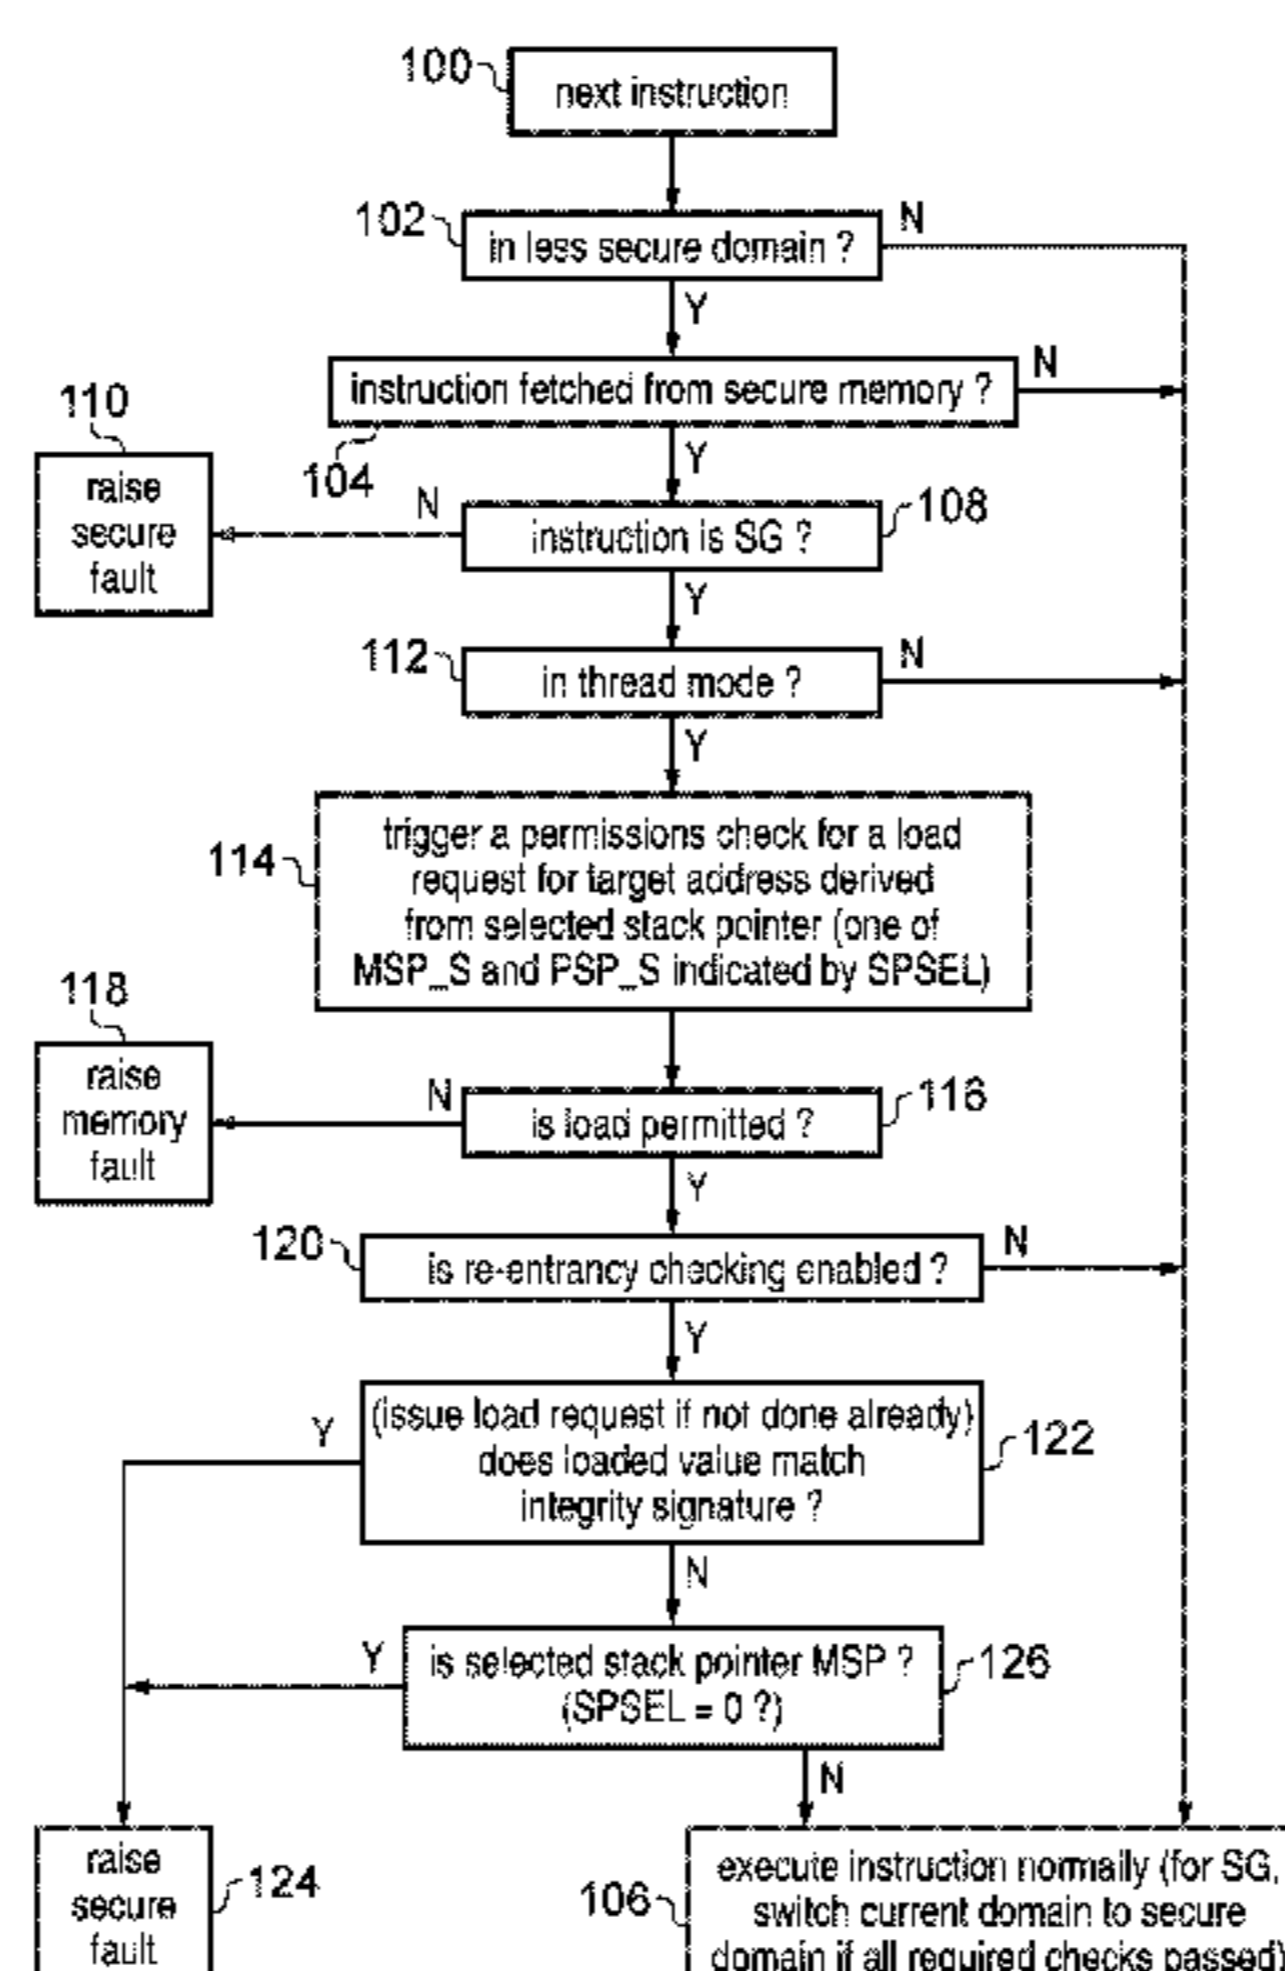 100
next instruction
102
in less secure domain ?
N
Y
instruction fetched from secure memory ?
N
104
Y
110
raise
secure
fault
N
instruction is SG ?
108
Y
112
in thread mode ?
N
Y
114
trigger a permissions check for a load
request for target address derived
from selected stack pointer (one of
MSP_S and PSP_S indicated by SPSEL)
118
raise
memory
fault
N
is load permitted ?
116
Y
120
is re-entrancy checking enabled ?
N
Y
Y
(issue load request if not done already)
does loaded value match
integrity signature ?
122
N
Y
is selected stack pointer MSP ?
(SPSEL = 0 ?)
126
N
raise
secure
fault
124
106
execute instruction normally (for SG,
switch current domain to secure
domain if all required checks passed)